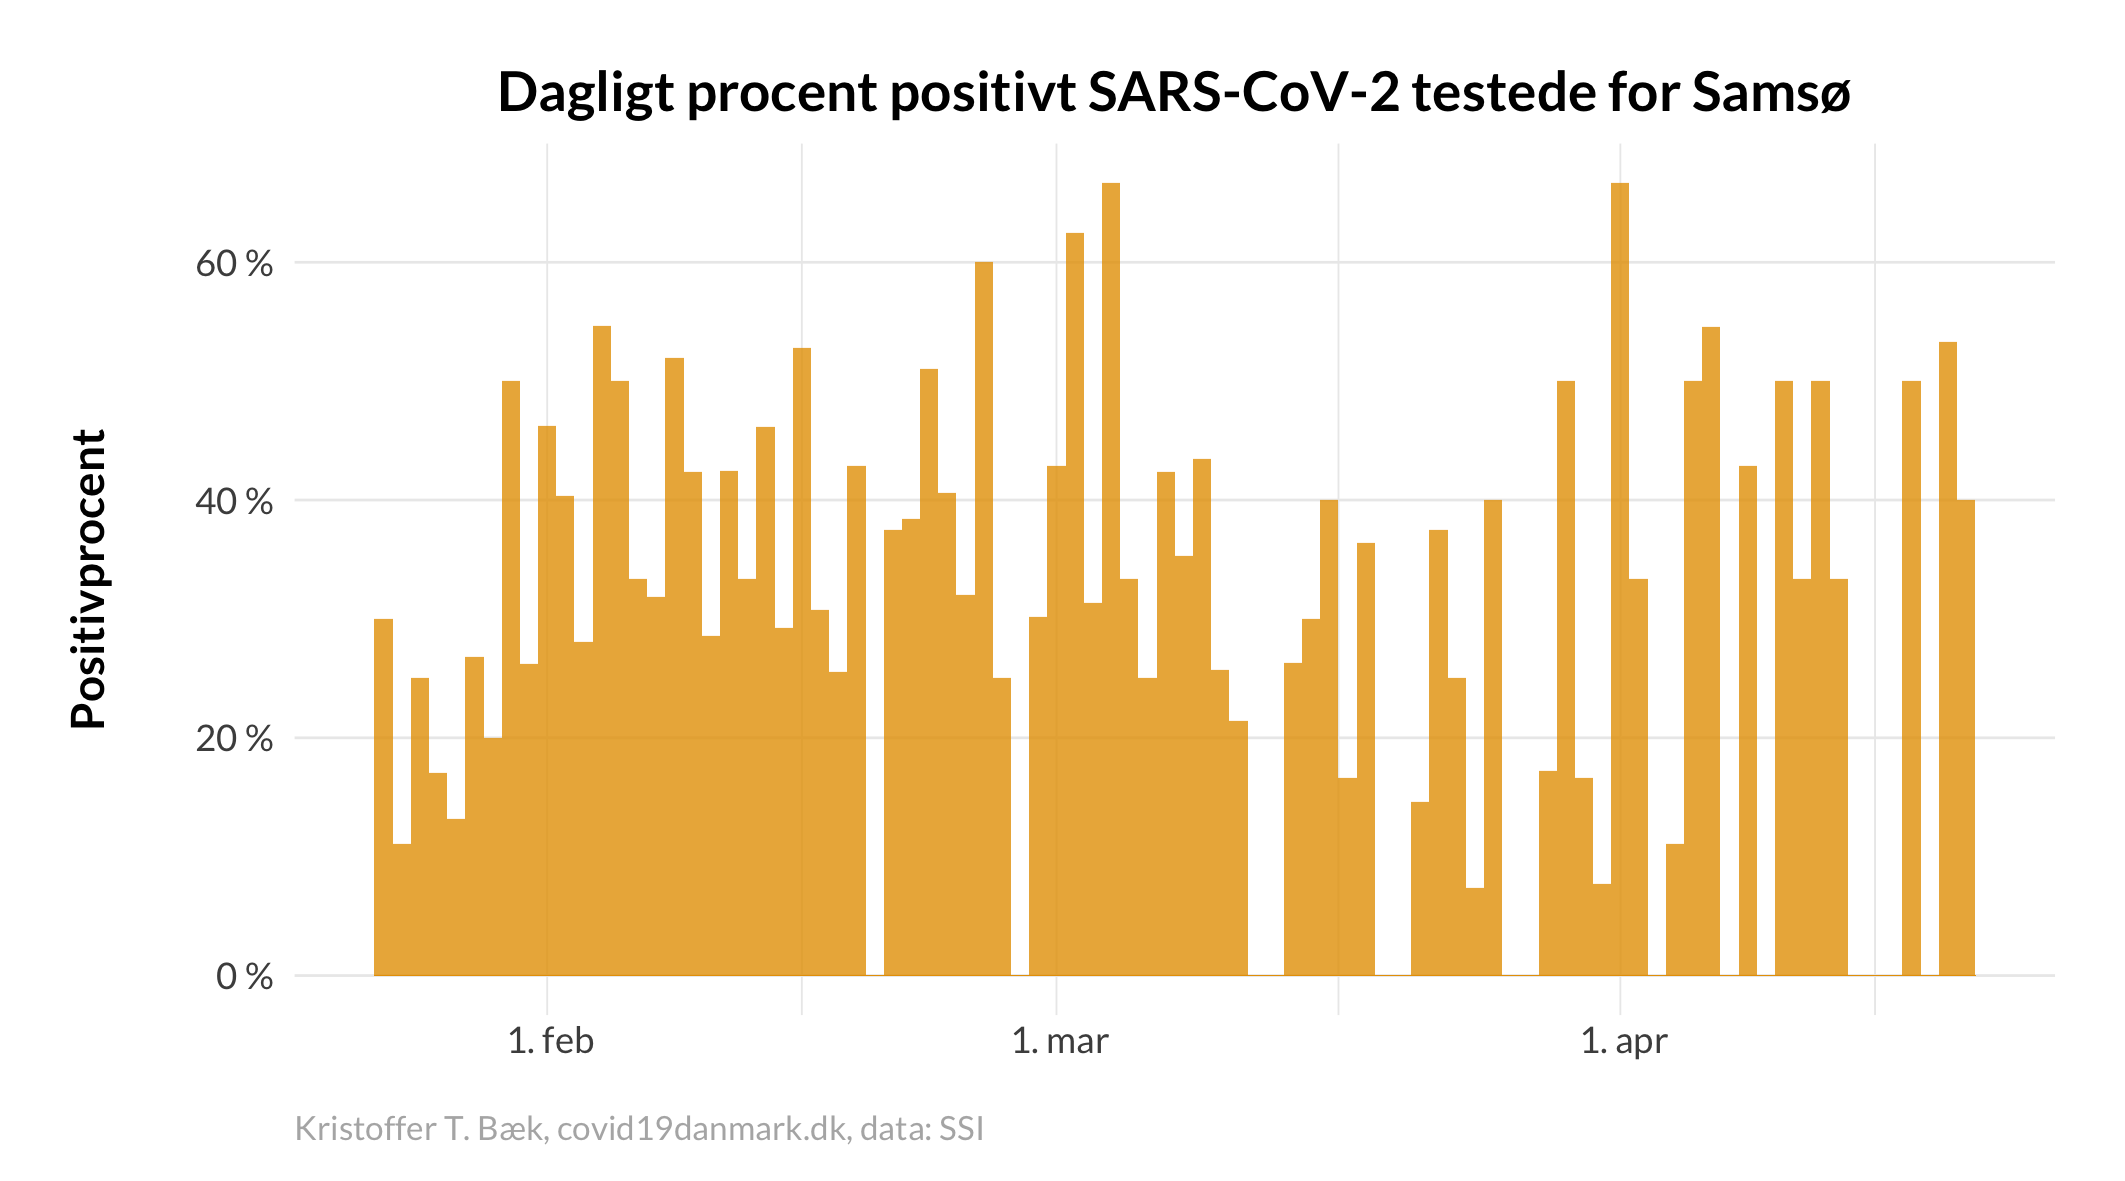 Dagligt procent positivt SARS-CoV-2 testede for Samsø
Positivprocent
60 %
40 %
20 %
0 %
1. feb
1. mar
1. apr
Kristoffer T. Bæk, covid19danmark.dk, data: SSI